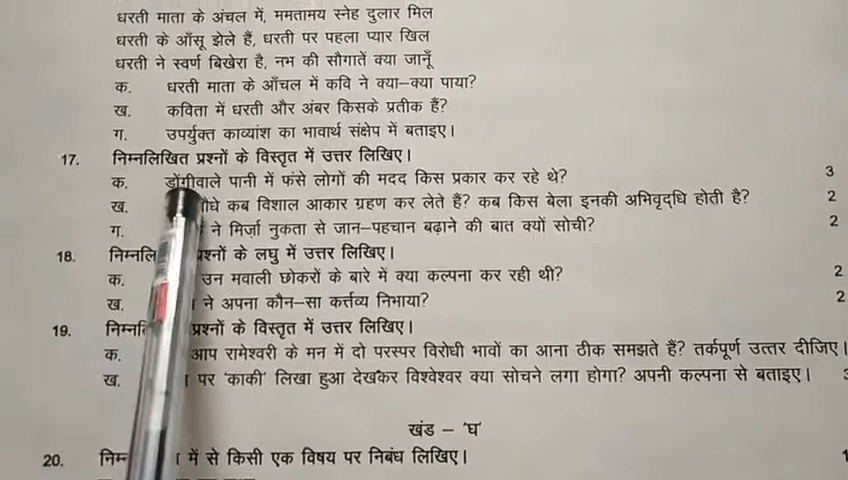 धरती माता के अंचल में, ममतामय स्नेह दुलार मिल
धरती के आँसू झेले हैं, धरती पर पहला प्यार खिल
धरती ने स्वर्ण बिखेरा है, नभ की सौगातें क्या जानूँ
क. धरती माता के आँचल में कवि ने क्या–क्या पाया?
ख. कविता में धरती और अंबर किसके प्रतीक हैं?
ग. उपर्युक्त काव्यांश का भावार्थ संक्षेप में बताइए।
17. निम्नलिखित प्रश्नों के विस्तृत में उत्तर लिखिए।
क. डोंगीवाले पानी में फंसे लोगों की मदद किस प्रकार कर रहे थे? 3
ख. कब विशाल आकार ग्रहण कर लेते हैं? कब किस बेला इनकी अभिवृद्धि होती है? 2
ग. ने मिर्ज़ा नुकता से जान–पहचान बढ़ाने की बात क्यों सोची? 2
18. निम्नलि प्रश्नों के लघु में उत्तर लिखिए।
क. उन मवाली छोकरों के बारे में क्या कल्पना कर रही थी? 2
ख. ने अपना कौन–सा कर्त्तव्य निभाया? 2
19. निम्नलि प्रश्नों के विस्तृत में उत्तर लिखिए।
क. आप रामेश्वरी के मन में दो परस्पर विरोधी भावों का आना ठीक समझते हैं? तर्कपूर्ण उत्तर दीजिए।
ख. पर 'काकी' लिखा हुआ देखकर विश्वेश्वर क्या सोचने लगा होगा? अपनी कल्पना से बताइए।
खंड – 'घ'
20. निम्न में से किसी एक विषय पर निबंध लिखिए।